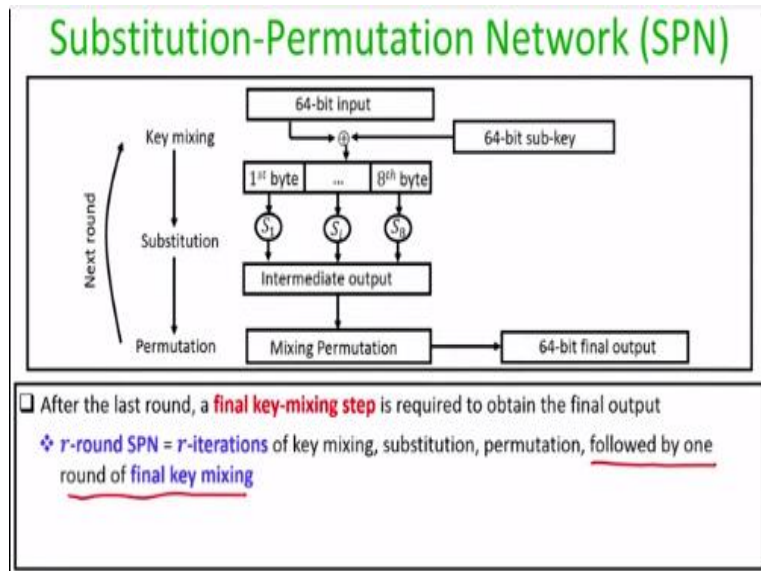 Substitution-Permutation Network (SPN)
64-bit input
Key mixing
⊕
64-bit sub-key
1st byte ... 8th byte
Next round
S1 Si S8
Substitution
Intermediate output
Permutation
Mixing Permutation
64-bit final output
❑ After the last round, a final key-mixing step is required to obtain the final output
❖ r-round SPN = r-iterations of key mixing, substitution, permutation, followed by one
round of final key mixing